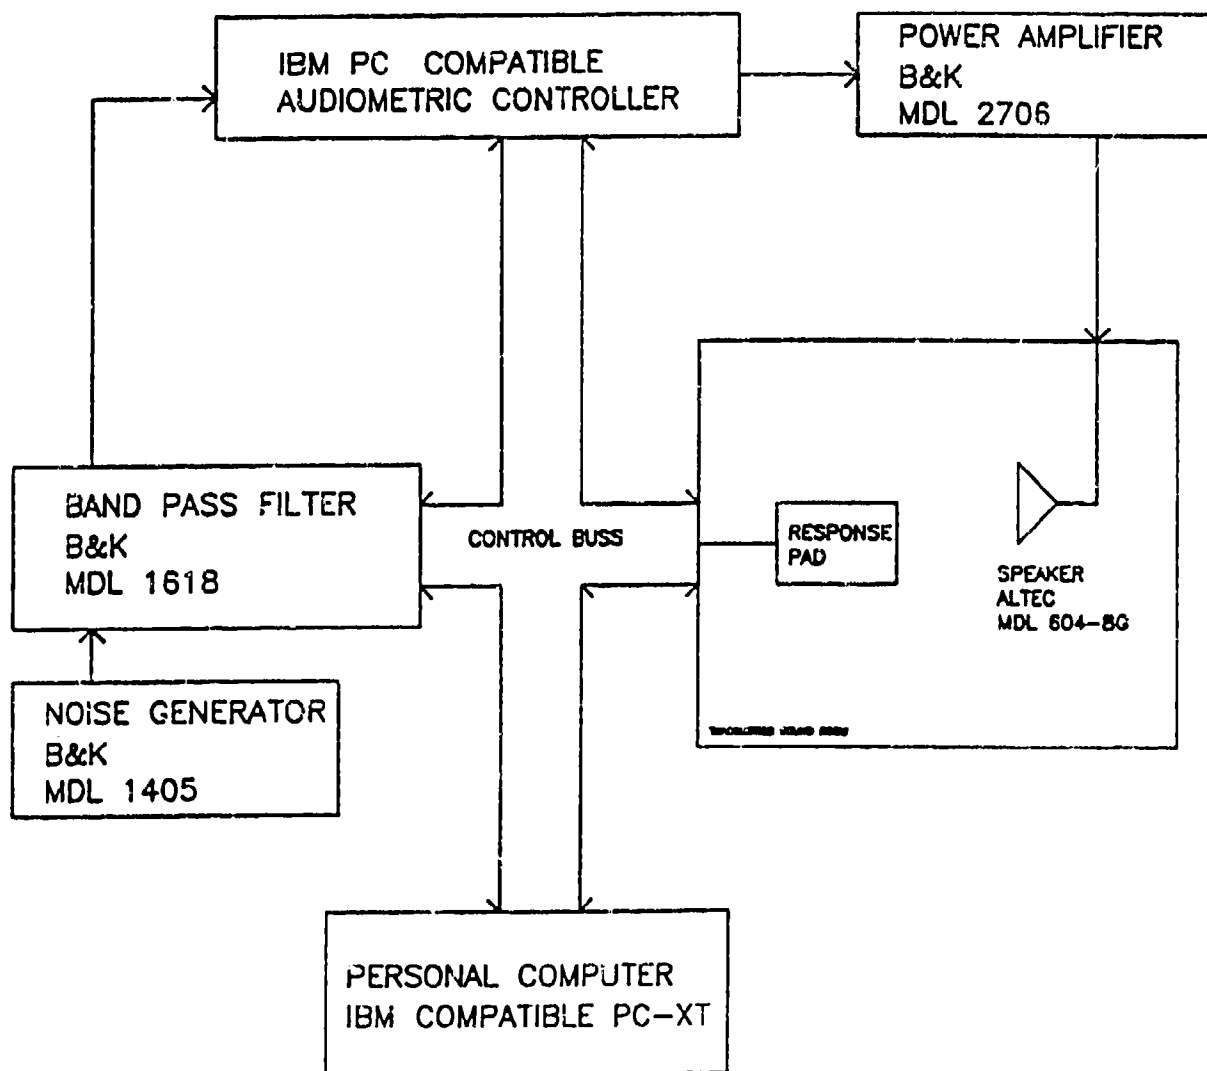 IBM PC COMPATIBLE
AUDIOMETRIC CONTROLLER
POWER AMPLIFIER
B&K
MDL 2706
BAND PASS FILTER
B&K
MDL 1618
CONTROL BUSS
RESPONSE
PAD
SPEAKER
ALTEC
MDL 604-8G
NOISE GENERATOR
B&K
MDL 1405
PERSONAL COMPUTER
IBM COMPATIBLE PC-XT